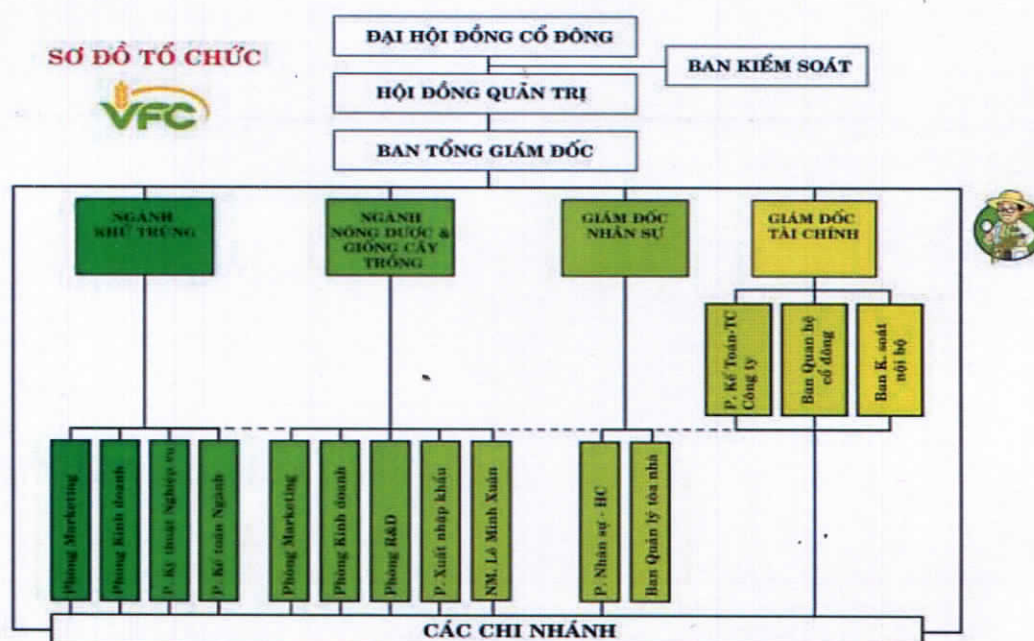 SƠ ĐỒ TỔ CHỨC
VFC
ĐẠI HỘI ĐỒNG CỔ ĐÔNG
BAN KIỂM SOÁT
HỘI ĐỒNG QUẢN TRỊ
BAN TỔNG GIÁM ĐỐC
NGÀNH
KHỬ TRÙNG
NGÀNH
NÔNG DƯỢC &
GIỐNG CÂY
TRỒNG
GIÁM ĐỐC
NHÂN SỰ
GIÁM ĐỐC
TÀI CHÍNH
P. Kế Toán-TC
Công ty
Ban Quan hệ
cổ đông
Ban K. soát
nội bộ
Phòng Marketing
Phòng Kinh doanh
P. Kỹ thuật Nghiệp vụ
P. Kế toán Ngành
Phòng Marketing
Phòng Kinh doanh
Phòng R&D
P. Xuất nhập khẩu
NM. Lê Minh Xuân
P. Nhân sự - HC
Ban Quản lý tòa nhà
CÁC CHI NHÁNH